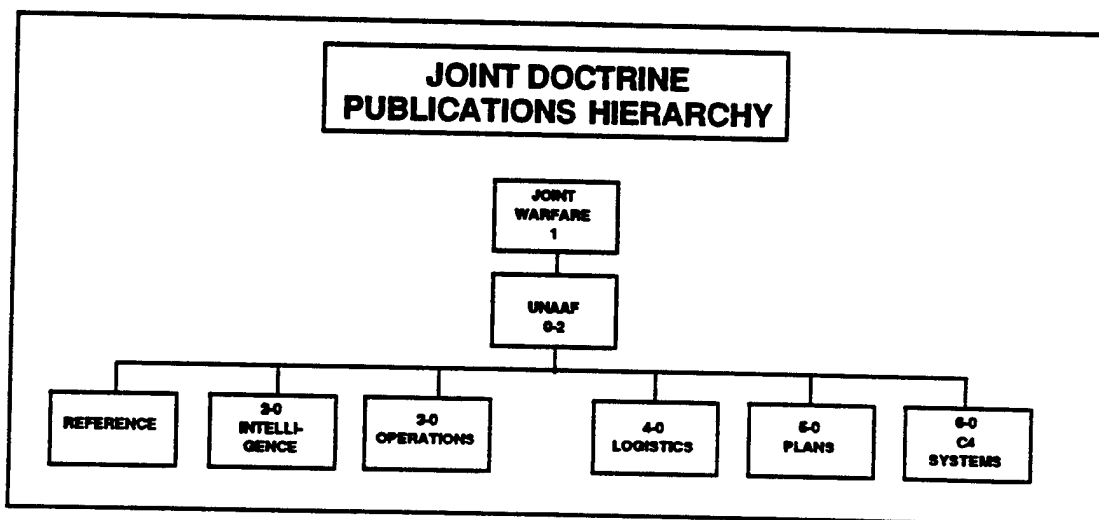 JOINT DOCTRINE
PUBLICATIONS HIERARCHY
JOINT
WARFARE
1
UNAAF
0-2
REFERENCE
2-0
INTELLI-
GENCE
3-0
OPERATIONS
4-0
LOGISTICS
5-0
PLANS
6-0
C4
SYSTEMS